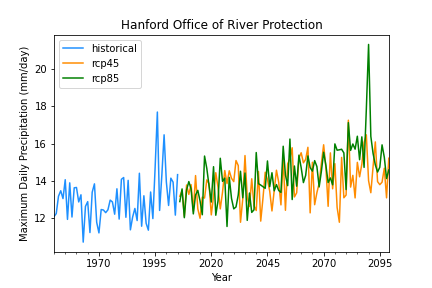 Hanford Office of River Protection
historical
rcp45
rcp85
Maximum Daily Precipitation (mm/day)
20
18
16
14
12
1970
1995
2020
2045
2070
2095
Year